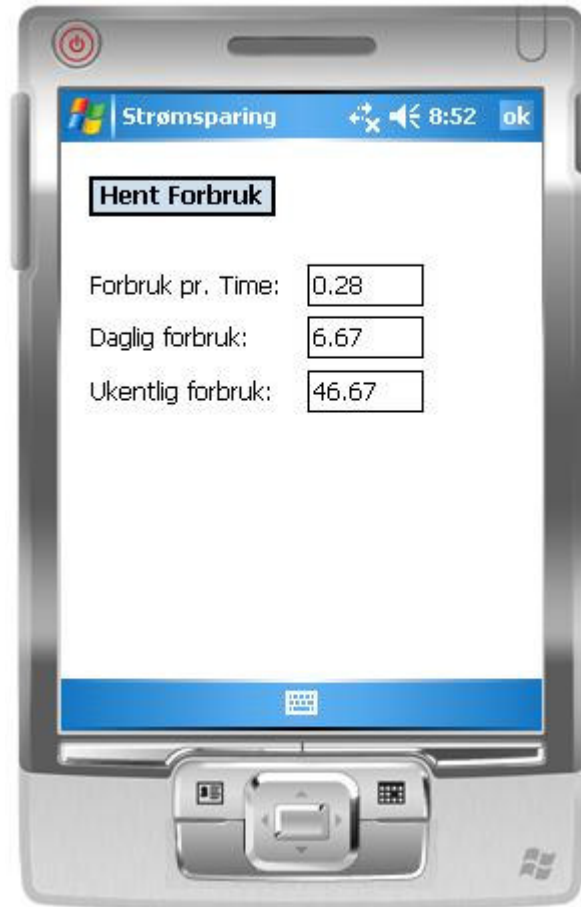 Strømsparing 8:52 ok
Hent Forbruk
Forbruk pr. Time: 0.28
Daglig forbruk: 6.67
Ukentlig forbruk: 46.67